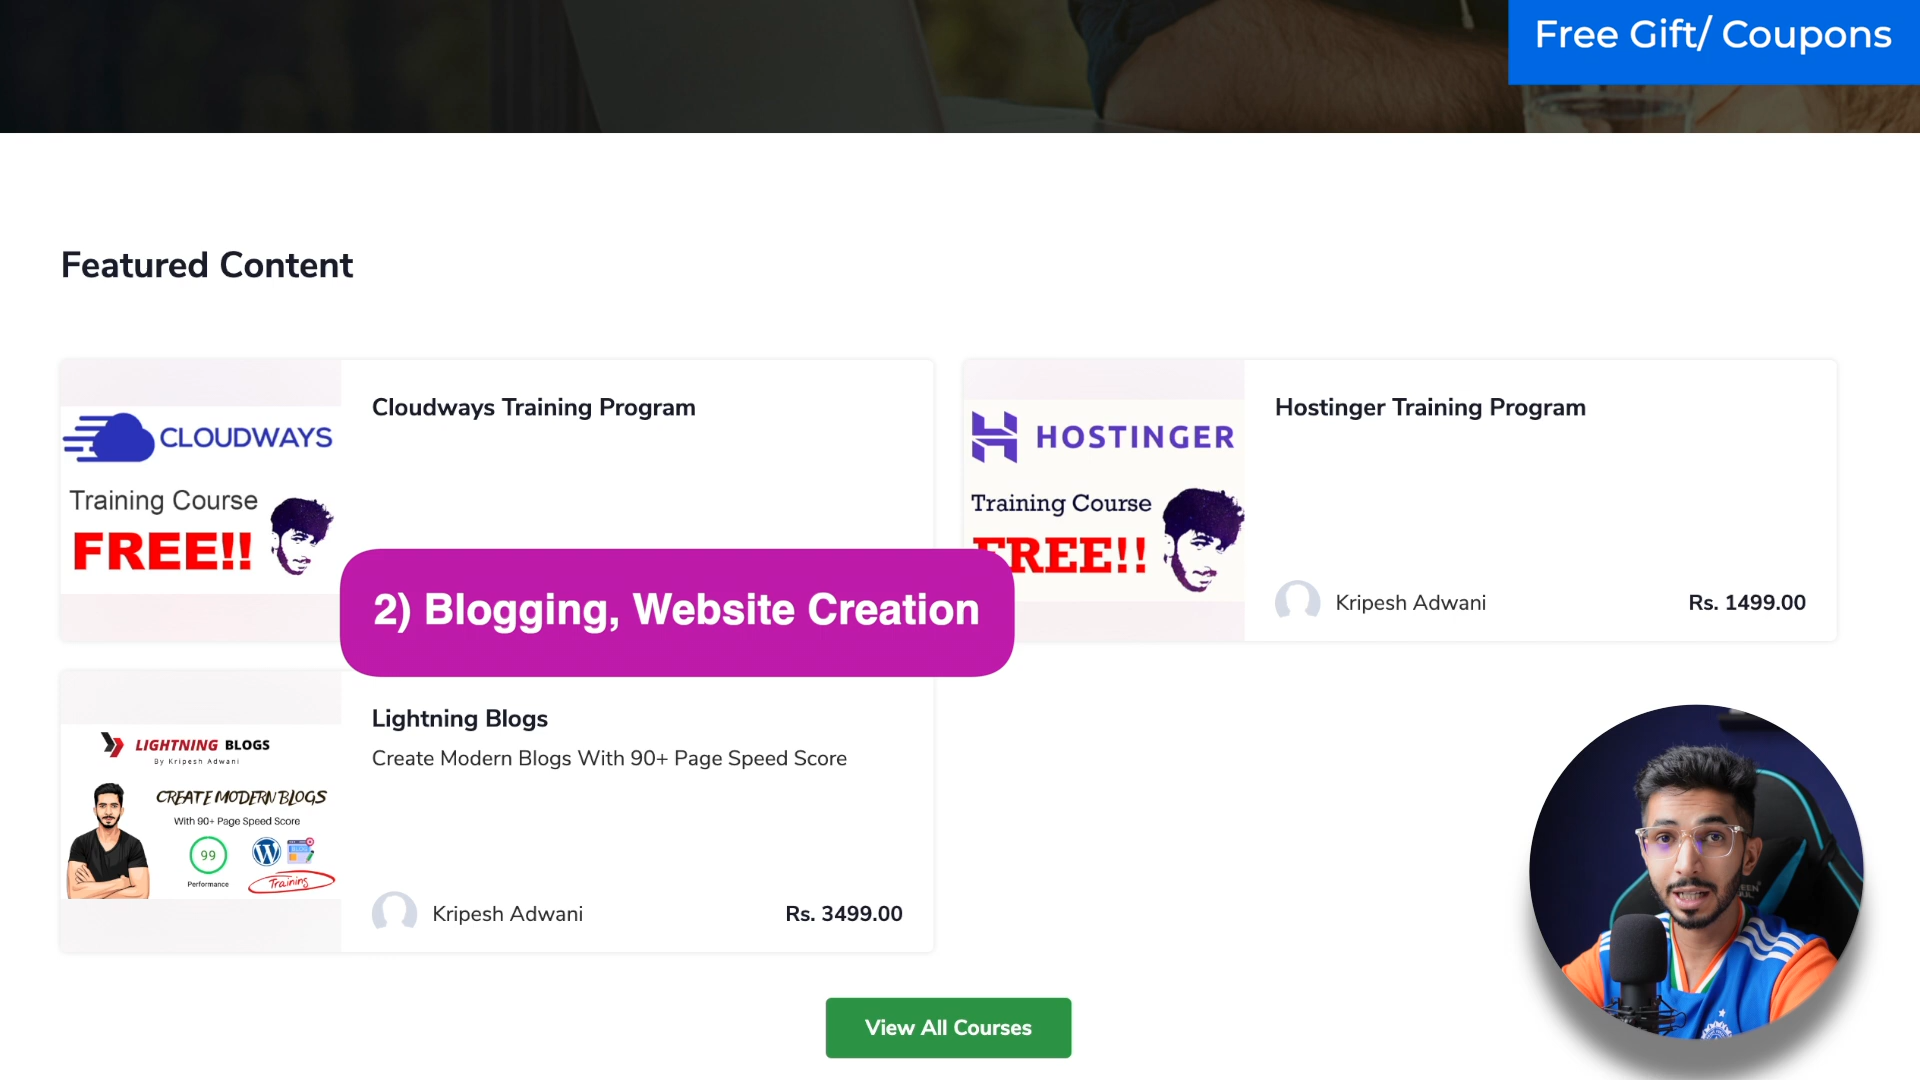 Free Gift/ Coupons
Featured Content
CLOUDWAYS
Training Course
FREE!!
Cloudways Training Program
HOSTINGER
Training Course
FREE!!
Hostinger Training Program
Kripesh Adwani
Rs. 1499.00
2) Blogging, Website Creation
LIGHTNING BLOGS
By Kripesh Adwani
CREATE MODERN BLOGS
With 90+ Page Speed Score
99
Performance
Training
Lightning Blogs
Create Modern Blogs With 90+ Page Speed Score
Kripesh Adwani
Rs. 3499.00
View All Courses